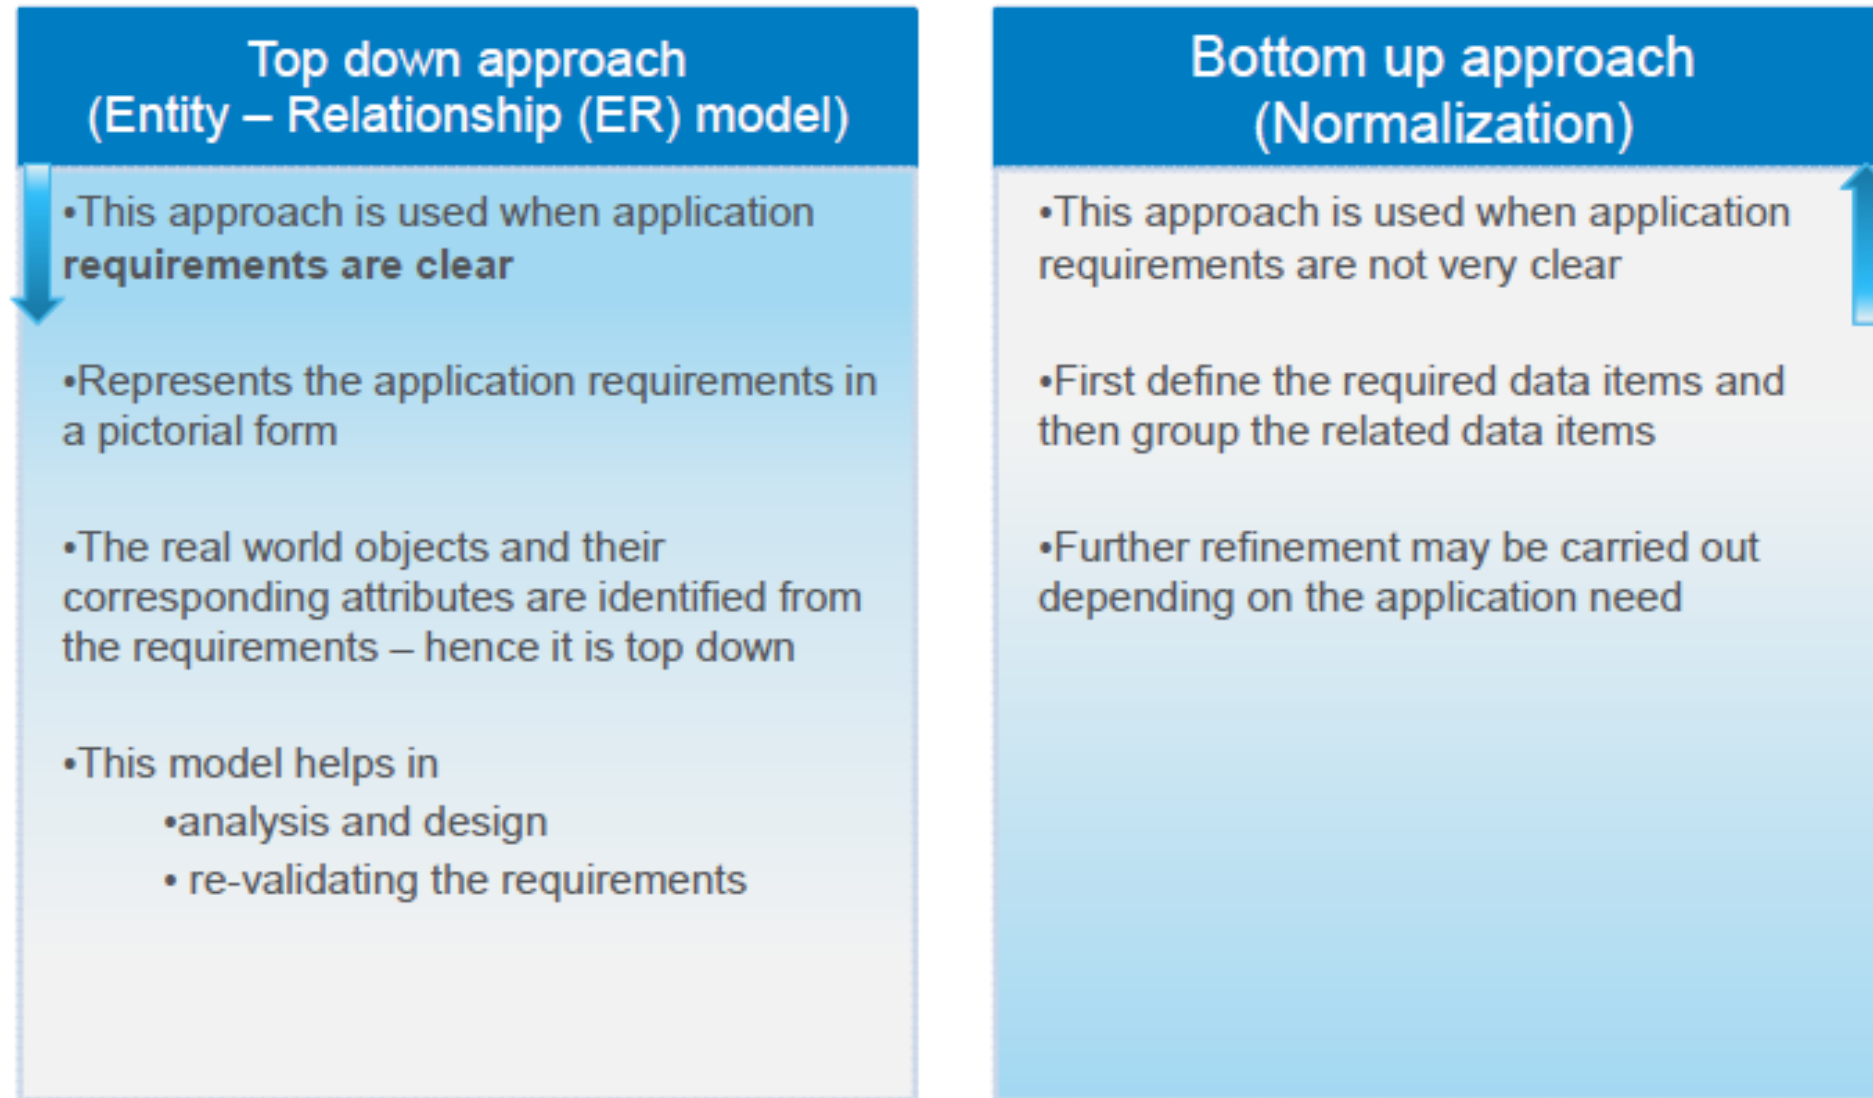 Top down approach
(Entity – Relationship (ER) model)
•This approach is used when application
requirements are clear
•Represents the application requirements in
a pictorial form
•The real world objects and their
corresponding attributes are identified from
the requirements – hence it is top down
•This model helps in
•analysis and design
• re-validating the requirements
Bottom up approach
(Normalization)
•This approach is used when application
requirements are not very clear
•First define the required data items and
then group the related data items
•Further refinement may be carried out
depending on the application need